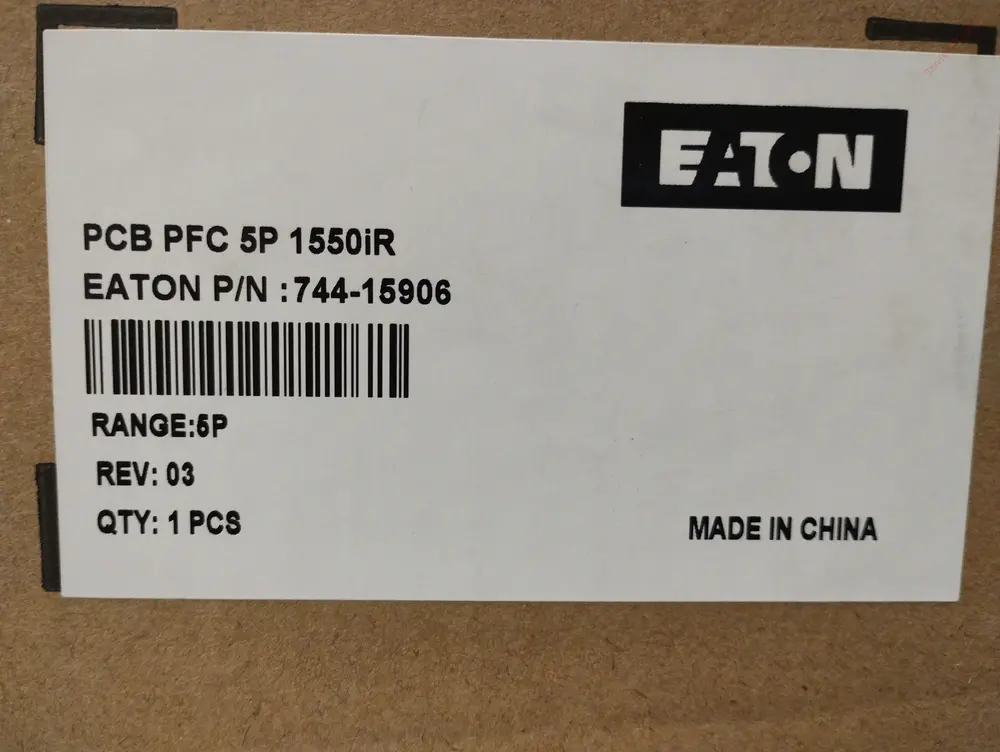 EATON
PCB PFC 5P 1550iR
EATON P/N :744-15906
RANGE:5P
REV: 03
QTY: 1 PCS
MADE IN CHINA